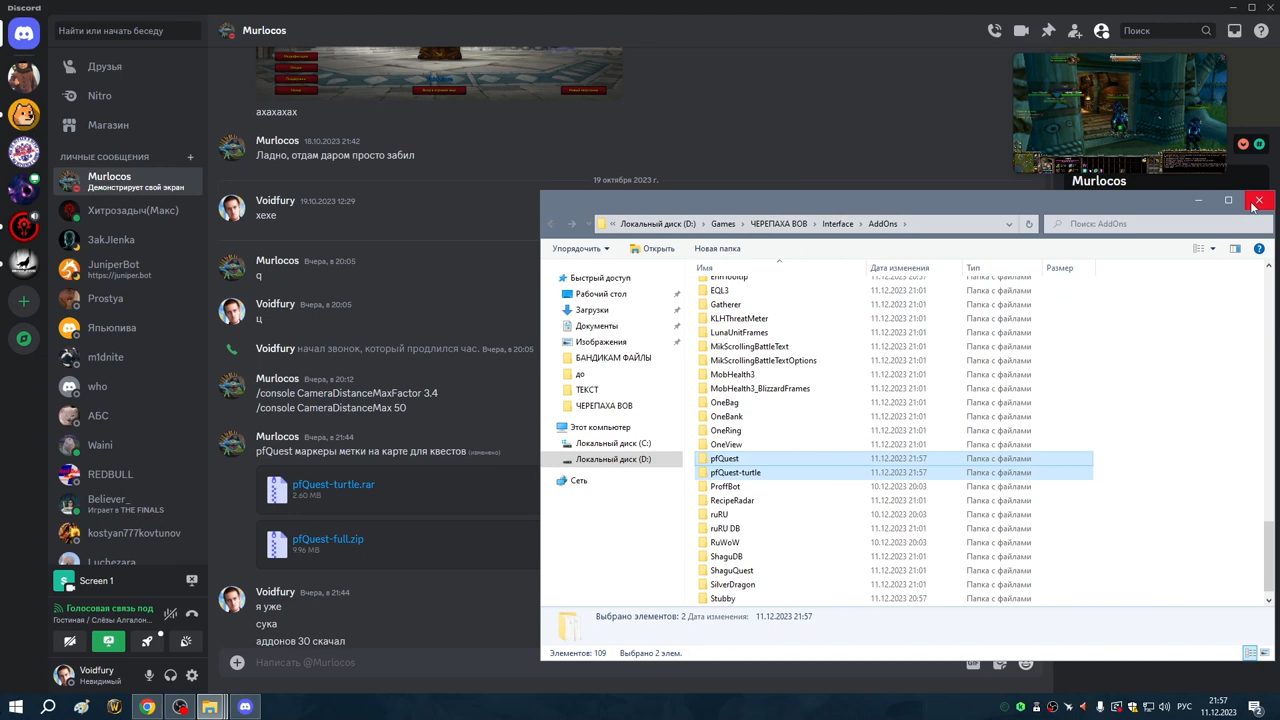 Discord
Найти или начать беседу
Друзья
Nitro
Магазин
ЛИЧНЫЕ СООБЩЕНИЯ
Murlocos
Демонстрирует свой экран
Хитрозадыч(Макс)
ЗакJlenka
JuniperBot
https://juniper.bot
Prostya
Япьюпива
m1dnite
who
АБС
Waini
REDBULL
Believer_
Играет в THE FINALS
kostyan777kovtunov
Luchezara
Screen 1
Голосовая связь под
Гостиная / Слёзы Алгалон
Voidfury
Невидимый
Murlocos
Поиск
ахахахах
Murlocos 18.10.2023 21:42
Ладно, отдам даром просто забил
19 октября 2023 г.
Voidfury 19.10.2023 12:29
хехе
Murlocos Вчера, в 20:05
q
Voidfury Вчера, в 20:05
ц
Voidfury начал звонок, который продлился час. Вчера, в 20:05
Murlocos Вчера, в 20:12
/console CameraDistanceMaxFactor 3.4
/console CameraDistanceMax 50
Murlocos Вчера, в 21:44
pfQuest маркеры метки на карте для квестов (изменено)
pfQuest-turtle.rar
2.60 MB
pfQuest-full.zip
9.96 MB
Voidfury Вчера, в 21:44
я уже
сука
аддонов 30 скачал
Написать @Murlocos
Murlocos
« Локальный диск (D:) › Games › ЧЕРЕПАХА ВОВ › Interface › AddOns ›
Поиск: AddOns
Упорядочить
Открыть
Новая папка
Быстрый доступ
Рабочий стол
Загрузки
Документы
Изображения
БАНДИКАМ ФАЙЛЫ
до
ТЕКСТ
ЧЕРЕПАХА ВОВ
Этот компьютер
Локальный диск (C:)
Локальный диск (D:)
Сеть
Имя Дата изменения Тип Размер
EQL3 11.12.2023 21:01 Папка с файлами
Gatherer 11.12.2023 21:01 Папка с файлами
KLHThreatMeter 11.12.2023 21:01 Папка с файлами
LunaUnitFrames 11.12.2023 21:01 Папка с файлами
MikScrollingBattleText 11.12.2023 21:01 Папка с файлами
MikScrollingBattleTextOptions 11.12.2023 21:01 Папка с файлами
MobHealth3 11.12.2023 21:01 Папка с файлами
MobHealth3_BlizzardFrames 11.12.2023 21:01 Папка с файлами
OneBag 11.12.2023 21:01 Папка с файлами
OneBank 11.12.2023 21:01 Папка с файлами
OneRing 11.12.2023 21:01 Папка с файлами
OneView 11.12.2023 21:01 Папка с файлами
pfQuest 11.12.2023 21:57 Папка с файлами
pfQuest-turtle 11.12.2023 21:57 Папка с файлами
ProffBot 10.12.2023 20:03 Папка с файлами
RecipeRadar 11.12.2023 21:01 Папка с файлами
ruRU 10.12.2023 20:03 Папка с файлами
ruRU DB 11.12.2023 21:01 Папка с файлами
RuWoW 10.12.2023 20:03 Папка с файлами
ShaguDB 11.12.2023 21:01 Папка с файлами
ShaguQuest 11.12.2023 21:01 Папка с файлами
SilverDragon 11.12.2023 21:01 Папка с файлами
Stubby 11.12.2023 20:57 Папка с файлами
Выбрано элементов: 2 Дата изменения: 11.12.2023 21:57
Элементов: 109 Выбрано 2 элем.
РУС
21:57
11.12.2023